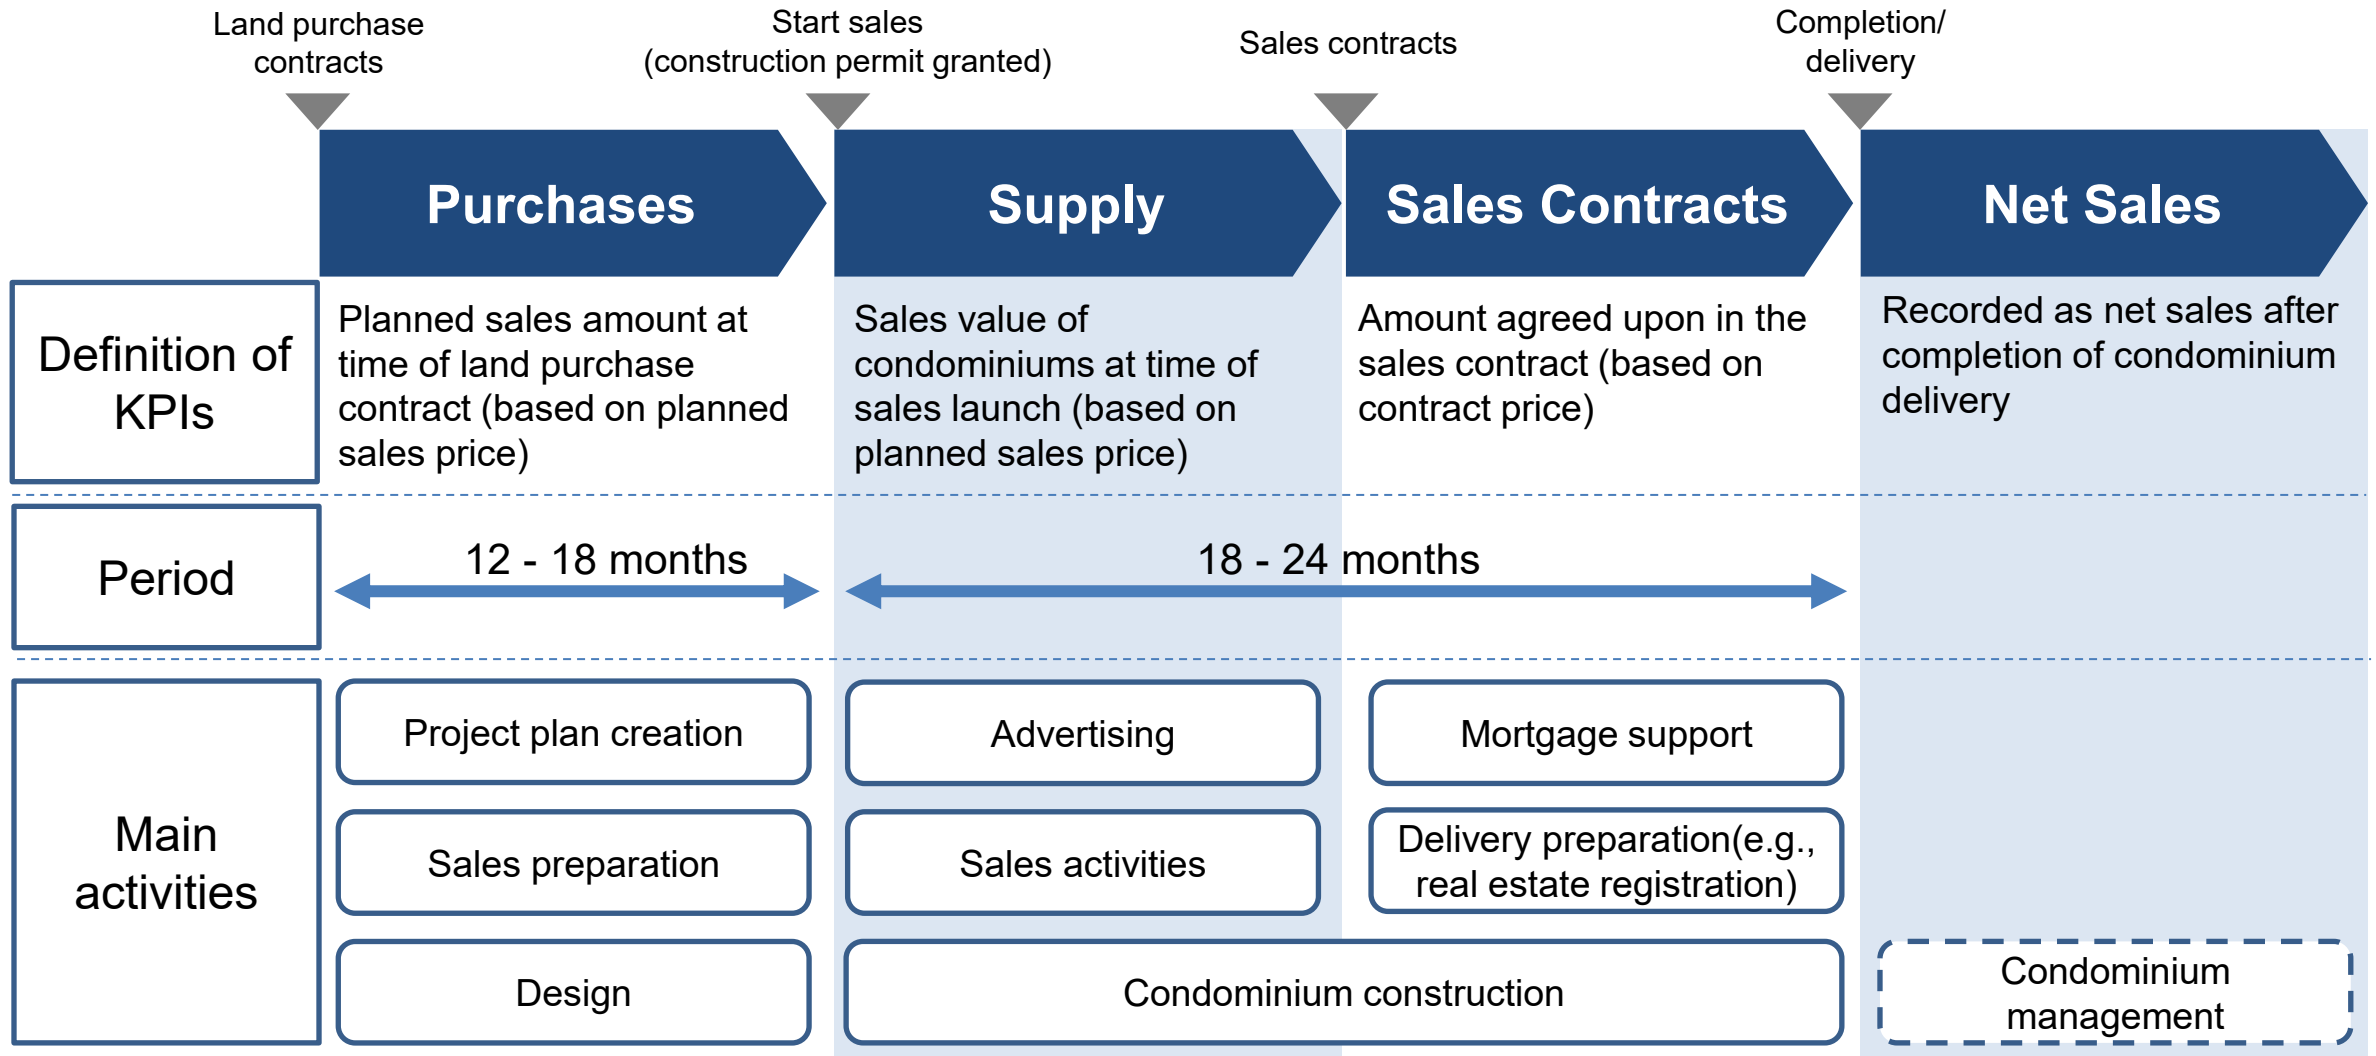 Land purchase
contracts
Start sales
(construction permit granted)
Sales contracts
Completion/
delivery
Purchases
Supply
Sales Contracts
Net Sales
Definition of
KPIs
Planned sales amount at
time of land purchase
contract (based on planned
sales price)
Sales value of
condominiums at time of
sales launch (based on
planned sales price)
Amount agreed upon in the
sales contract (based on
contract price)
Recorded as net sales after
completion of condominium
delivery
Period
12 - 18 months
18 - 24 months
Main
activities
Project plan creation
Advertising
Mortgage support
Sales preparation
Sales activities
Delivery preparation(e.g.,
real estate registration)
Design
Condominium construction
Condominium
management